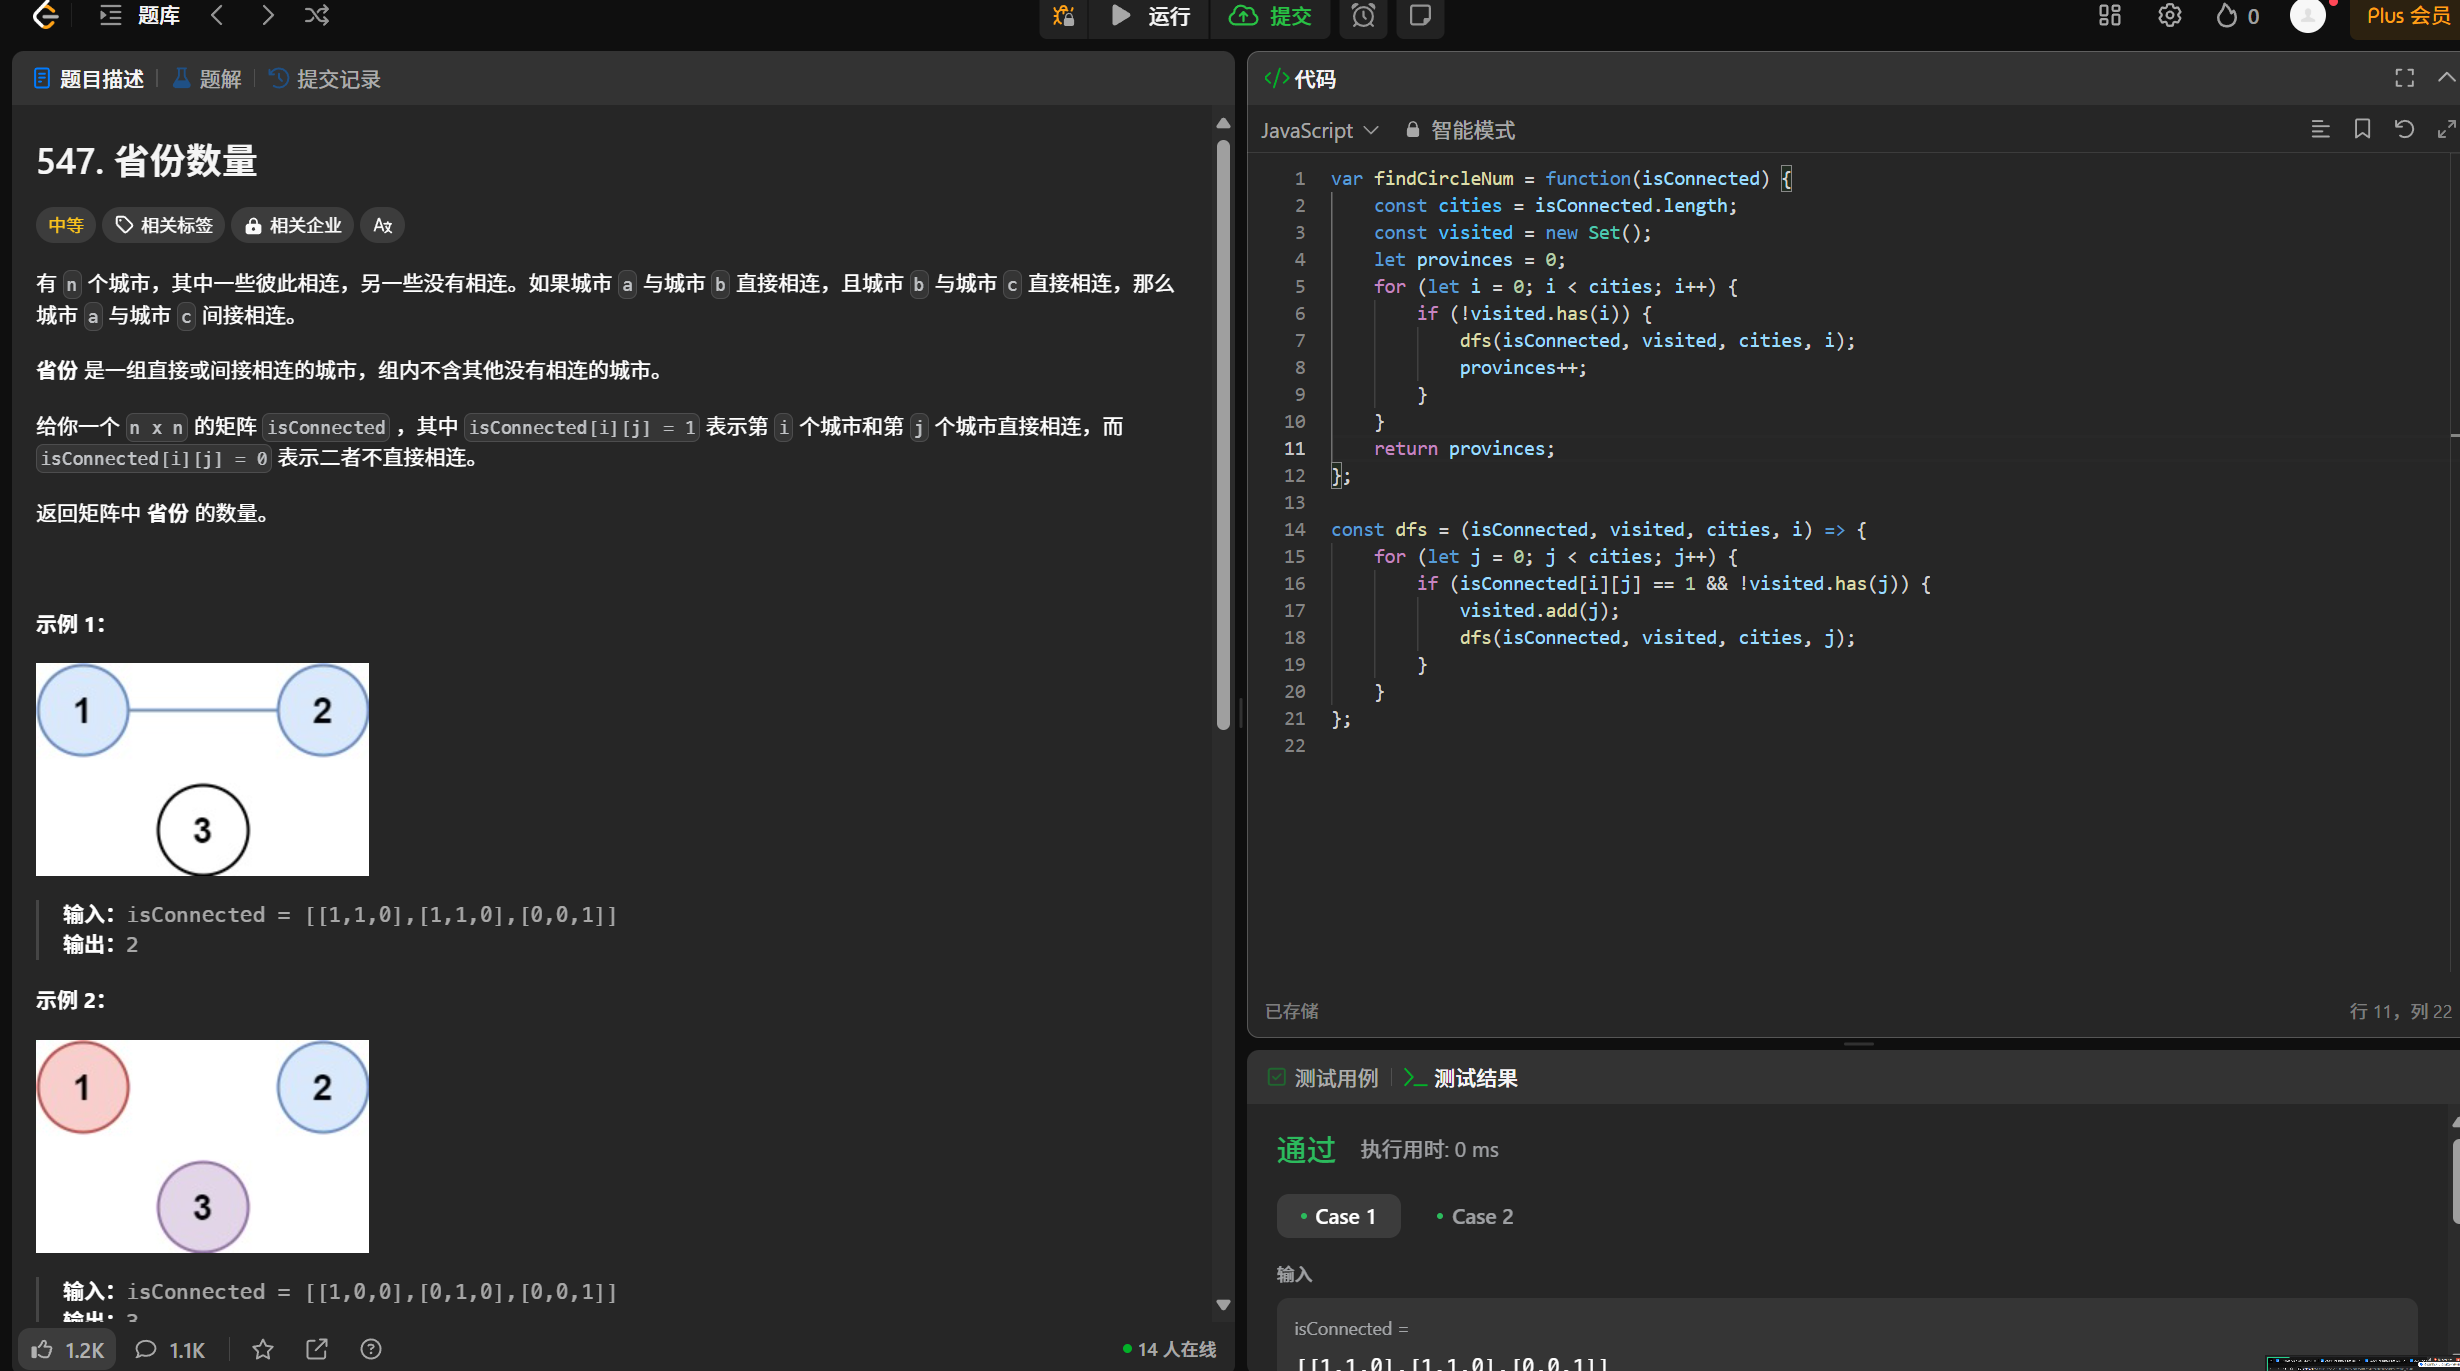 题库
运行
提交
0
Plus 会员
题目描述
题解
提交记录
547. 省份数量
中等
相关标签
相关企业
有 n 个城市，其中一些彼此相连，另一些没有相连。如果城市 a 与城市 b 直接相连，且城市 b 与城市 c 直接相连，那么
城市 a 与城市 c 间接相连。
省份 是一组直接或间接相连的城市，组内不含其他没有相连的城市。
给你一个 n x n 的矩阵 isConnected ，其中 isConnected[i][j] = 1 表示第 i 个城市和第 j 个城市直接相连，而
isConnected[i][j] = 0 表示二者不直接相连。
返回矩阵中 省份 的数量。
示例 1：
1
2
3
输入：isConnected = [[1,1,0],[1,1,0],[0,0,1]]
输出：2
示例 2：
1
2
3
输入：isConnected = [[1,0,0],[0,1,0],[0,0,1]]
输出：3
1.2K
1.1K
14 人在线
</> 代码
JavaScript
智能模式
1 var findCircleNum = function(isConnected) {
2     const cities = isConnected.length;
3     const visited = new Set();
4     let provinces = 0;
5     for (let i = 0; i < cities; i++) {
6         if (!visited.has(i)) {
7             dfs(isConnected, visited, cities, i);
8             provinces++;
9         }
10     }
11     return provinces;
12 };
13
14 const dfs = (isConnected, visited, cities, i) => {
15     for (let j = 0; j < cities; j++) {
16         if (isConnected[i][j] == 1 && !visited.has(j)) {
17             visited.add(j);
18             dfs(isConnected, visited, cities, j);
19         }
20     }
21 };
22
已存储
行 11，列 22
测试用例
测试结果
通过
执行用时: 0 ms
Case 1
Case 2
输入
isConnected =
[[1,1,0],[1,1,0],[0,0,1]]